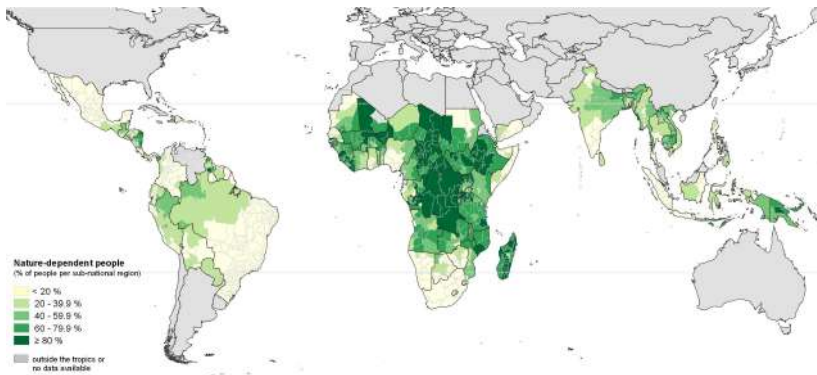 Nature-dependent people
(% of people per sub-national region)
< 20 %
20 - 39.9 %
40 - 59.9 %
60 - 79.9 %
≥ 80 %
outside the tropics or
no data available